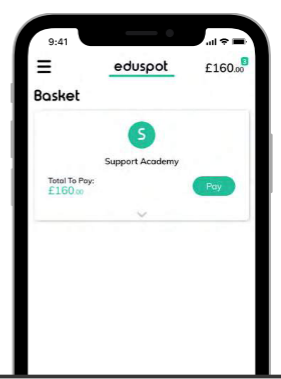 9:41
eduspot £160.00 3
Basket
S
Support Academy
Total To Pay:
£160.00
Pay